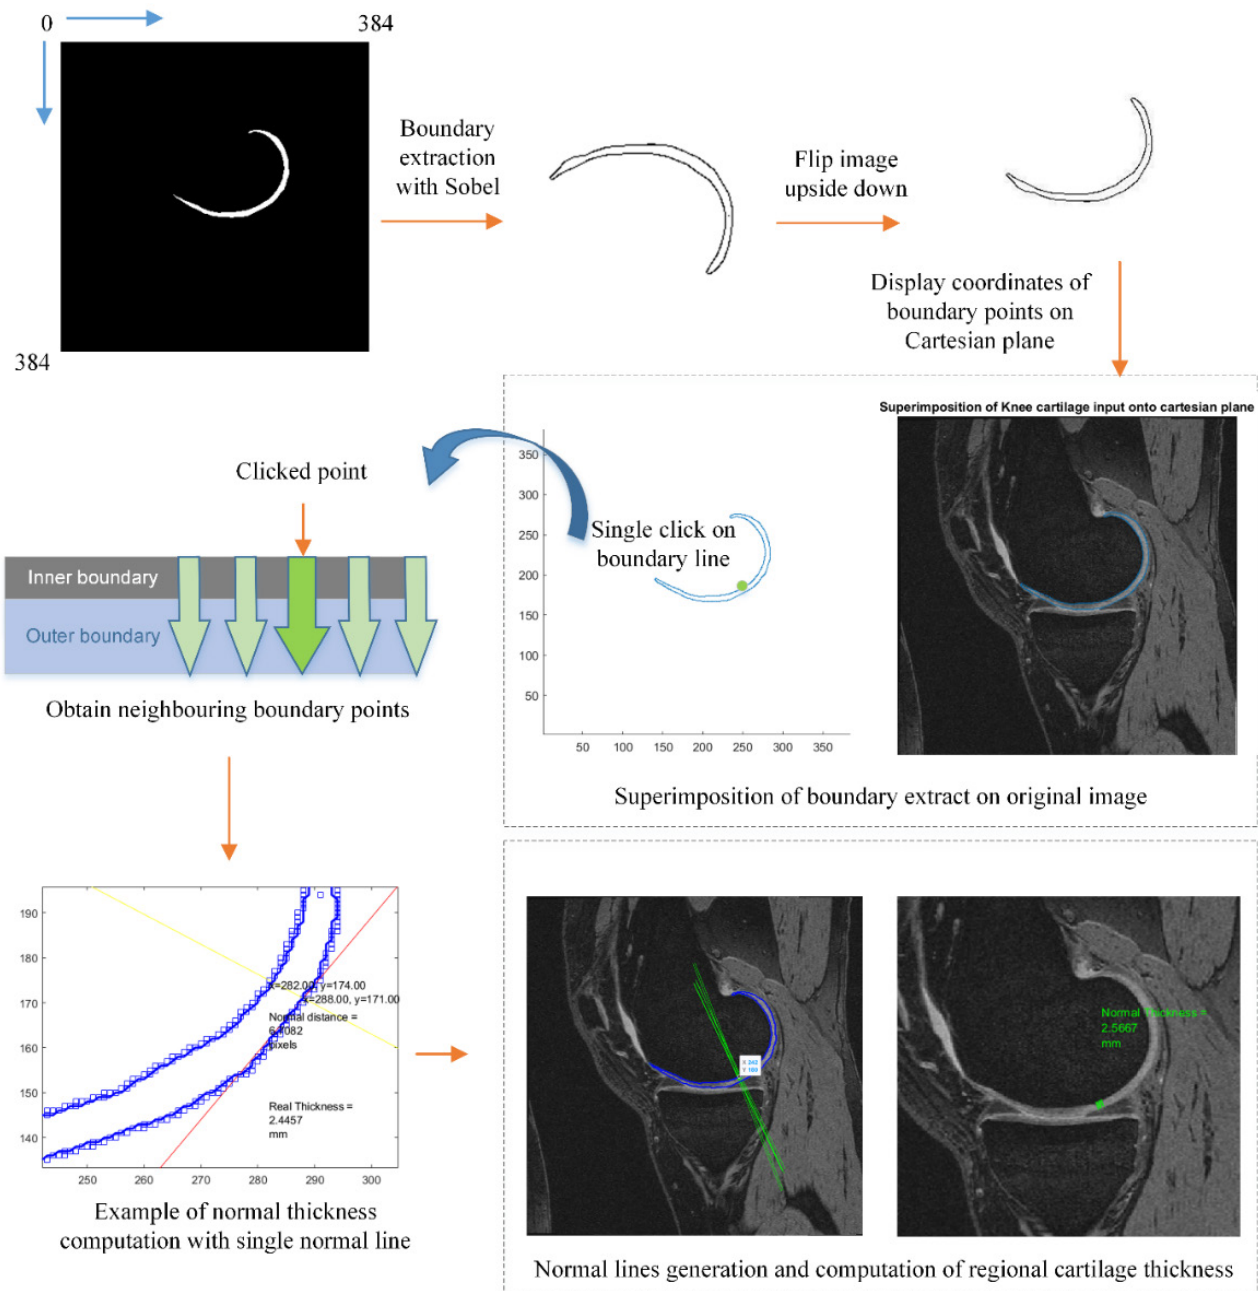 0
384
384
Boundary
extraction
with Sobel
Flip image
upside down
Display coordinates of
boundary points on
Cartesian plane
Superimposition of Knee cartilage input onto cartesian plane
350
300
250
200
150
100
50
50 100 150 200 250 300 350
Single click on
boundary line
Superimposition of boundary extract on original image
Clicked point
Inner boundary
Outer boundary
Obtain neighbouring boundary points
190
180
170
160
150
140
250 260 270 280 290 300
x=282.00, y=174.00
x=288.00, y=171.00
Normal distance =
6.7082
pixels
Real Thickness =
2.4457
mm
Example of normal thickness
computation with single normal line
Normal Thickness =
2.5667
mm
Normal lines generation and computation of regional cartilage thickness